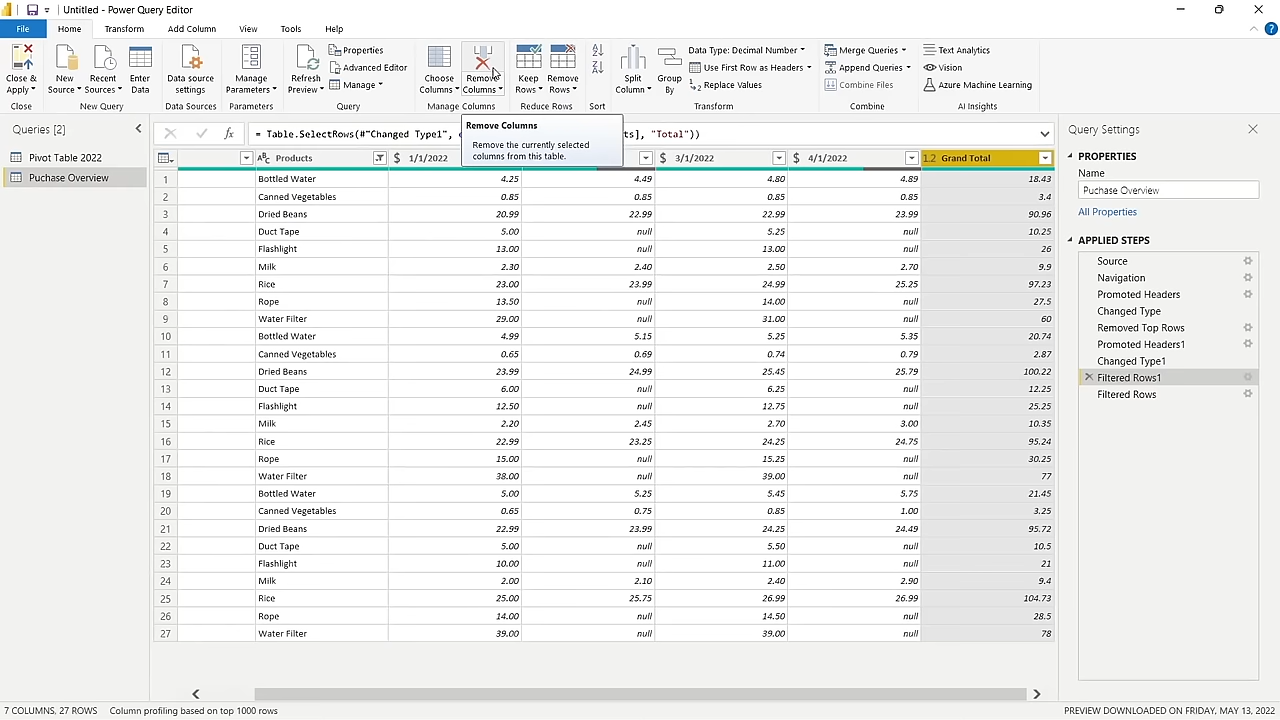 Untitled - Power Query Editor
File Home Transform Add Column View Tools Help
Close & Apply
New Source
Recent Sources
Enter Data
Data source settings
Manage Parameters
Refresh Preview
Properties
Advanced Editor
Manage
Choose Columns
Remove Columns
Keep Rows
Remove Rows
Split Column
Group By
Data Type: Decimal Number
Use First Row as Headers
Replace Values
Merge Queries
Append Queries
Combine Files
Text Analytics
Vision
Azure Machine Learning
Close New Query Data Sources Parameters Query Manage Columns Reduce Rows Sort Transform Combine AI Insights
Remove Columns
Remove the currently selected
columns from this table.
Queries [2]
Pivot Table 2022
Puchase Overview
= Table.SelectRows(#"Changed Type1", ts], "Total"))
Products 1/1/2022 3/1/2022 4/1/2022 1.2 Grand Total
1 Bottled Water 4.25 4.49 4.80 4.89 18.43
2 Canned Vegetables 0.85 0.85 0.85 0.85 3.4
3 Dried Beans 20.99 22.99 22.99 23.99 90.96
4 Duct Tape 5.00 null 5.25 null 10.25
5 Flashlight 13.00 null 13.00 null 26
6 Milk 2.30 2.40 2.50 2.70 9.9
7 Rice 23.00 23.99 24.99 25.25 97.23
8 Rope 13.50 null 14.00 null 27.5
9 Water Filter 29.00 null 31.00 null 60
10 Bottled Water 4.99 5.15 5.25 5.35 20.74
11 Canned Vegetables 0.65 0.69 0.74 0.79 2.87
12 Dried Beans 23.99 24.99 25.45 25.79 100.22
13 Duct Tape 6.00 null 6.25 null 12.25
14 Flashlight 12.50 null 12.75 null 25.25
15 Milk 2.20 2.45 2.70 3.00 10.35
16 Rice 22.99 23.25 24.25 24.75 95.24
17 Rope 15.00 null 15.25 null 30.25
18 Water Filter 38.00 null 39.00 null 77
19 Bottled Water 5.00 5.25 5.45 5.75 21.45
20 Canned Vegetables 0.65 0.75 0.85 1.00 3.25
21 Dried Beans 22.99 23.99 24.25 24.49 95.72
22 Duct Tape 5.00 null 5.50 null 10.5
23 Flashlight 10.00 null 11.00 null 21
24 Milk 2.00 2.10 2.40 2.90 9.4
25 Rice 25.00 25.75 26.99 26.99 104.73
26 Rope 14.00 null 14.50 null 28.5
27 Water Filter 39.00 null 39.00 null 78
Query Settings
PROPERTIES
Name
Puchase Overview
All Properties
APPLIED STEPS
Source
Navigation
Promoted Headers
Changed Type
Removed Top Rows
Promoted Headers1
Changed Type1
Filtered Rows1
Filtered Rows
7 COLUMNS, 27 ROWS Column profiling based on top 1000 rows
PREVIEW DOWNLOADED ON FRIDAY, MAY 13, 2022